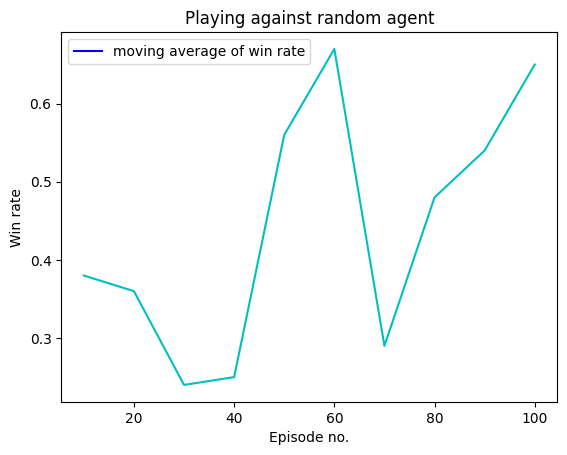 Playing against random agent
moving average of win rate
Win rate
0.6
0.5
0.4
0.3
20 40 60 80 100
Episode no.